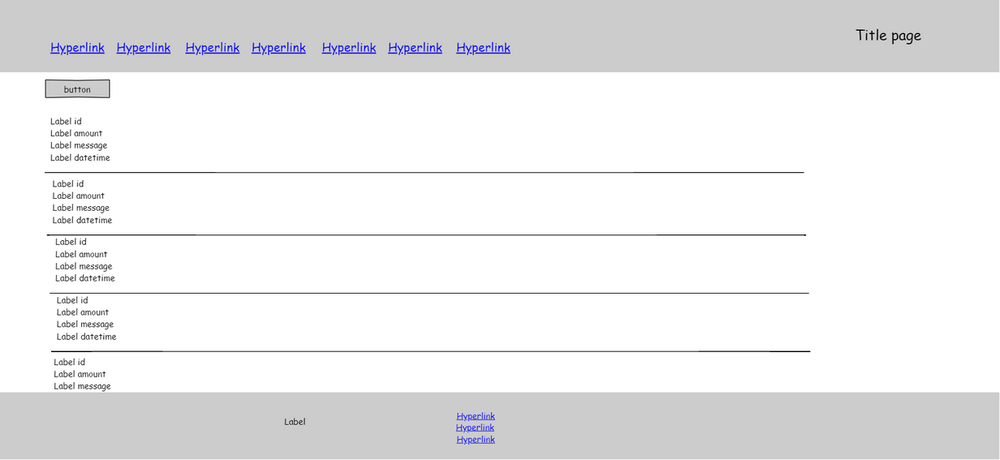 Title page
Hyperlink Hyperlink Hyperlink Hyperlink Hyperlink Hyperlink Hyperlink
button
Label id
Label amount
Label message
Label datetime
Label id
Label amount
Label message
Label datetime
Label id
Label amount
Label message
Label datetime
Label id
Label amount
Label message
Label datetime
Label id
Label amount
Label message
Label
Hyperlink
Hyperlink
Hyperlink